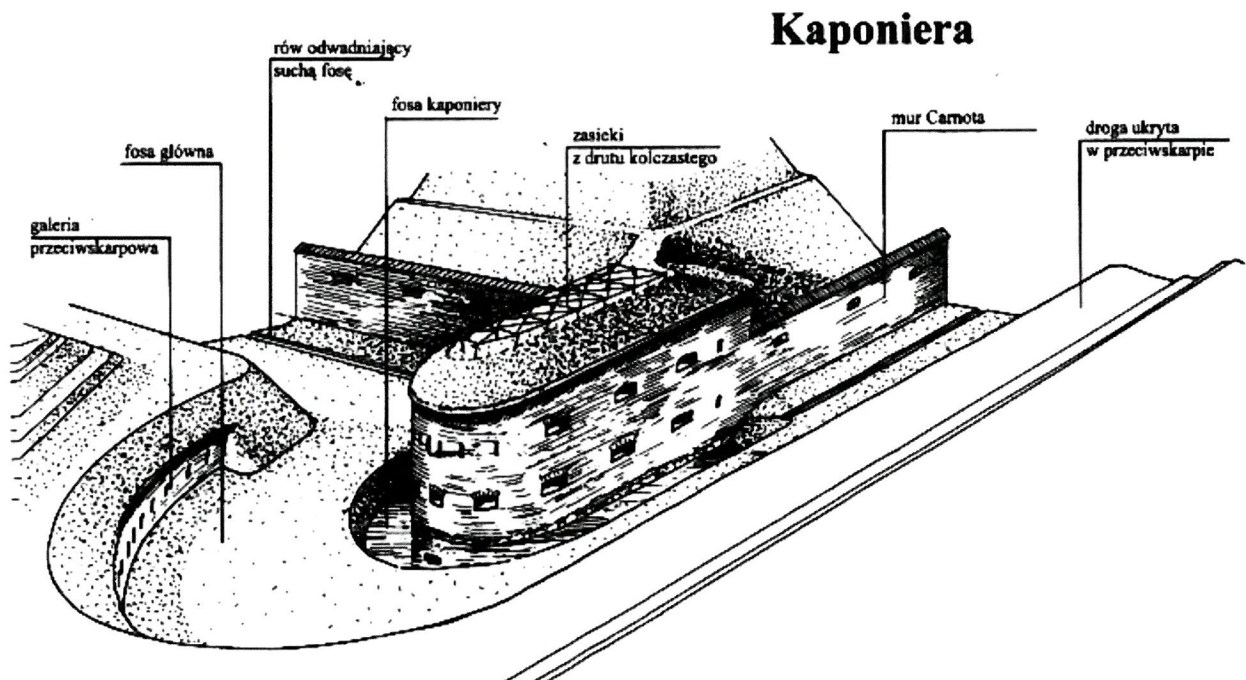 Kaponiera
rów odwadniający
suchą fosę
fosa kaponiery
zasieki
z drutu kolczastego
mur Carnota
droga ukryta
w przeciwskarpie
fosa główna
galeria
przeciwskarpowa